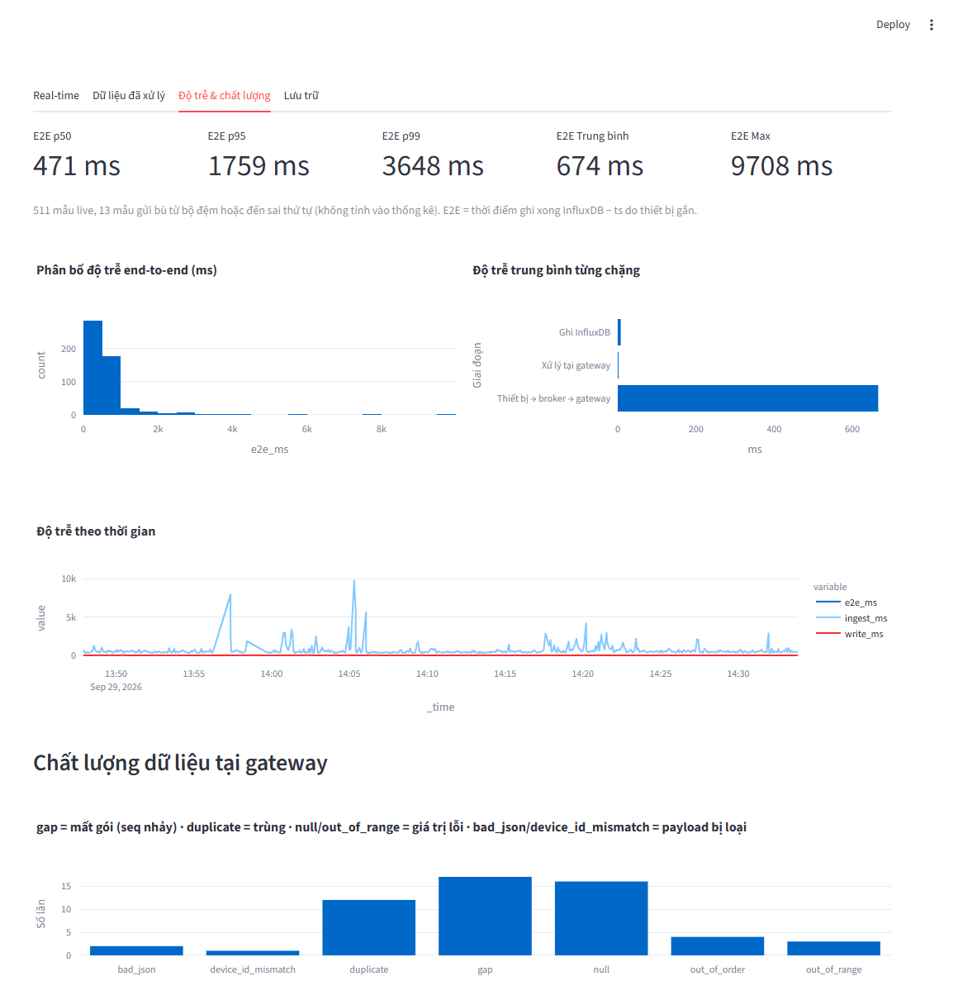 Deploy
Real-time Dữ liệu đã xử lý Độ trễ & chất lượng Lưu trữ
E2E p50 E2E p95 E2E p99 E2E Trung bình E2E Max
471 ms 1759 ms 3648 ms 674 ms 9708 ms
511 mẫu live, 13 mẫu gửi bù từ bộ đệm hoặc đến sai thứ tự (không tính vào thống kê). E2E = thời điểm ghi xong InfluxDB − ts do thiết bị gắn.
Phân bố độ trễ end-to-end (ms)
count
200
100
0
0 2k 4k 6k 8k
e2e_ms
Độ trễ trung bình từng chặng
Giai đoạn
Ghi InfluxDB
Xử lý tại gateway
Thiết bị → broker → gateway
0 200 400 600
ms
Độ trễ theo thời gian
value
10k
5k
0
13:50 13:55 14:00 14:05 14:10 14:15 14:20 14:25 14:30
Sep 29, 2026
_time
variable
e2e_ms
ingest_ms
write_ms
Chất lượng dữ liệu tại gateway
gap = mất gói (seq nhảy) · duplicate = trùng · null/out_of_range = giá trị lỗi · bad_json/device_id_mismatch = payload bị loại
Số lần
15
10
5
0
bad_json device_id_mismatch duplicate gap null out_of_order out_of_range